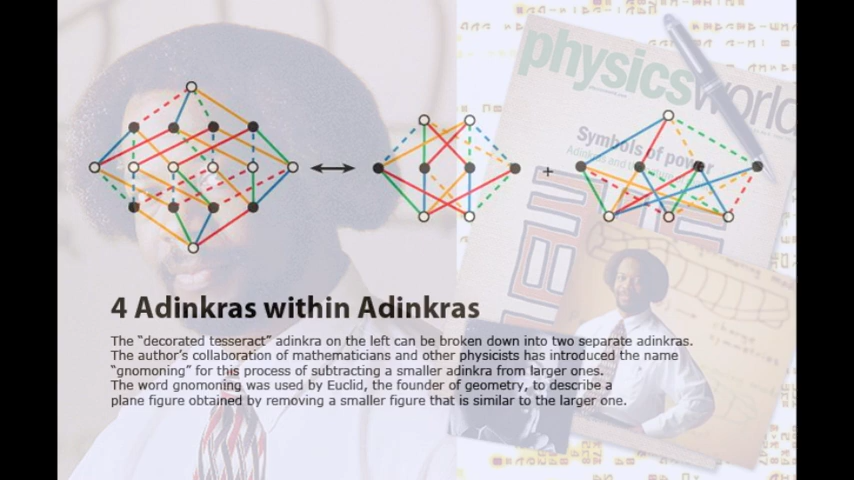 physicsworld
Symbols of power
4 Adinkras within Adinkras
The “decorated tesseract” adinkra on the left can be broken down into two separate adinkras.
The author’s collaboration of mathematicians and other physicists has introduced the name
“gnomoning” for this process of subtracting a smaller adinkra from larger ones.
The word gnomoning was used by Euclid, the founder of geometry, to describe a
plane figure obtained by removing a smaller figure that is similar to the larger one.